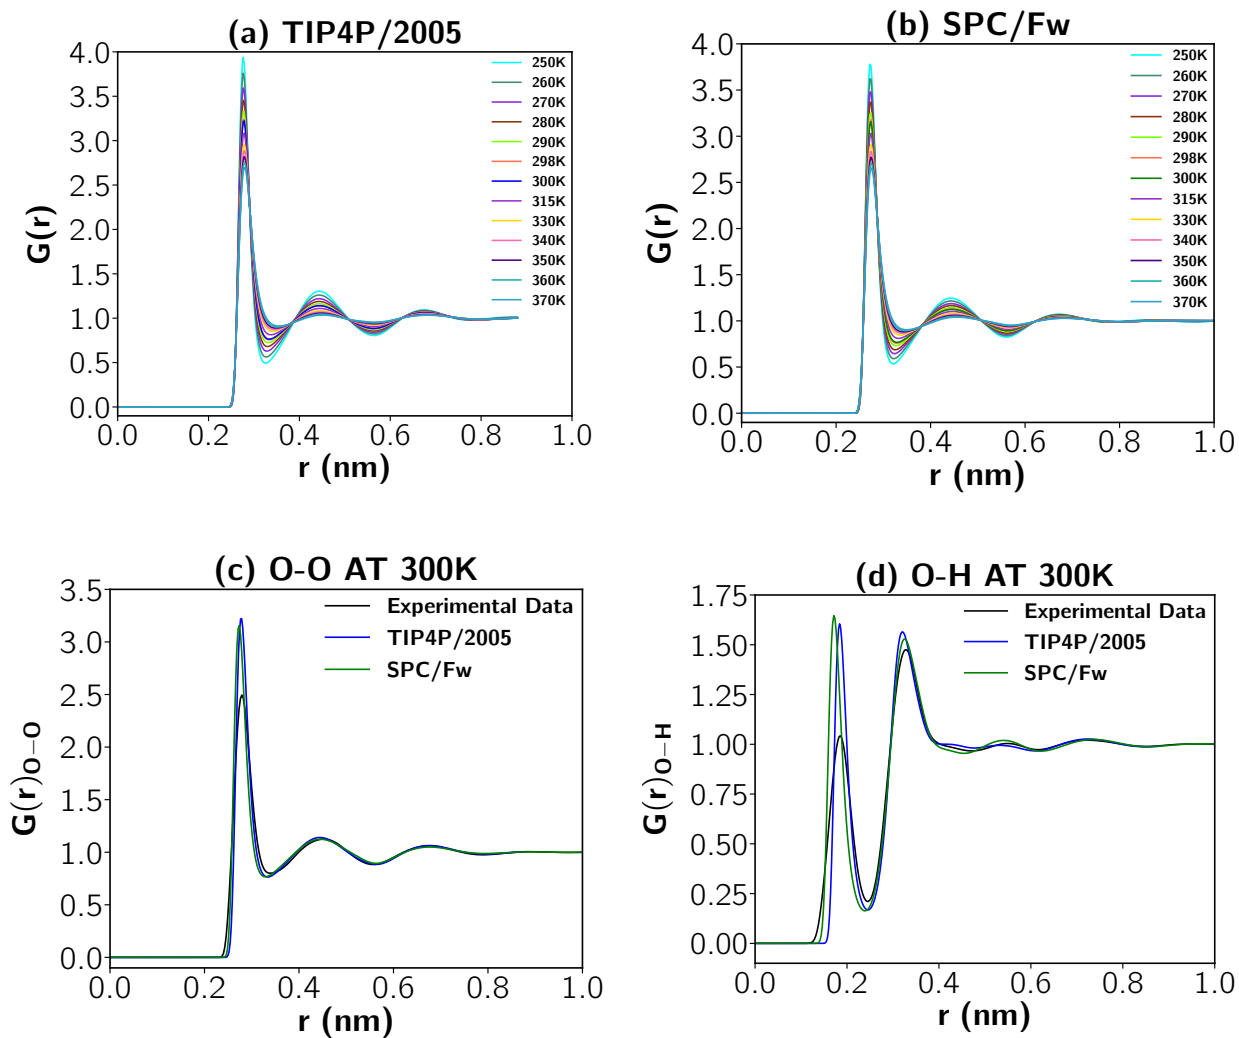 (a) TIP4P/2005
G(r)
4.0
3.5
3.0
2.5
2.0
1.5
1.0
0.5
0.0
250K
260K
270K
280K
290K
298K
300K
315K
330K
340K
350K
360K
370K
0.0 0.2 0.4 0.6 0.8 1.0
r (nm)
(b) SPC/Fw
G(r)
4.0
3.5
3.0
2.5
2.0
1.5
1.0
0.5
0.0
250K
260K
270K
280K
290K
298K
300K
315K
330K
340K
350K
360K
370K
0.0 0.2 0.4 0.6 0.8 1.0
r (nm)
(c) O-O AT 300K
G(r)O−O
3.5
3.0
2.5
2.0
1.5
1.0
0.5
0.0
Experimental Data
TIP4P/2005
SPC/Fw
0.0 0.2 0.4 0.6 0.8 1.0
r (nm)
(d) O-H AT 300K
G(r)O−H
1.75
1.50
1.25
1.00
0.75
0.50
0.25
0.00
Experimental Data
TIP4P/2005
SPC/Fw
0.0 0.2 0.4 0.6 0.8 1.0
r (nm)